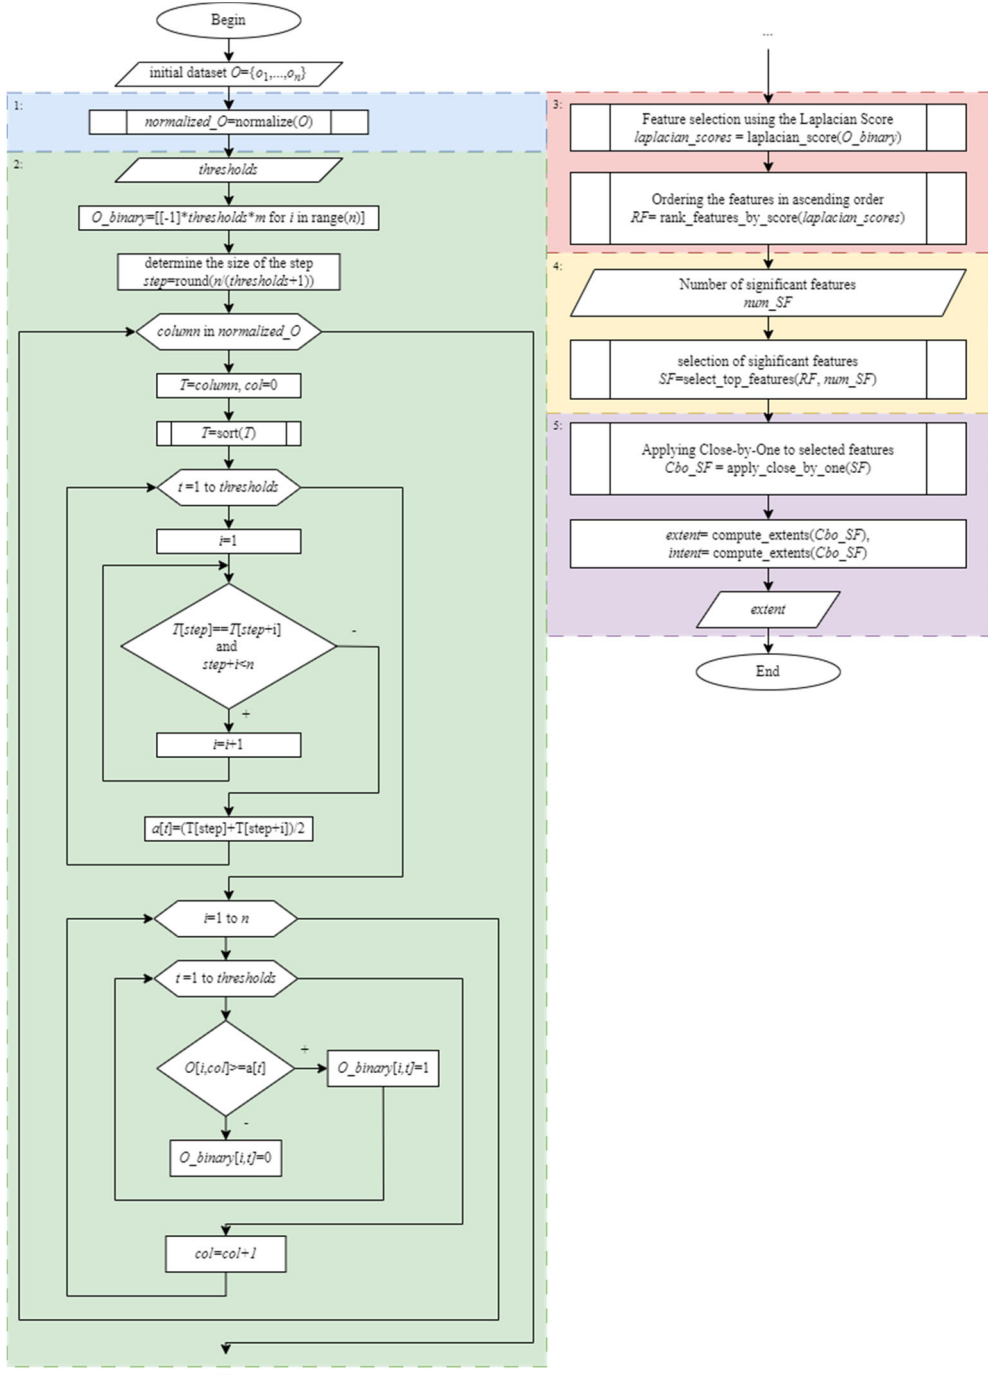 Begin
initial dataset O={o1,...,on}
1:
normalized_O=normalize(O)
2:
thresholds
O_binary=[[-1]*thresholds*m for i in range(n)]
determine the size of the step
step=round(n/(thresholds+1))
column in normalized_O
T=column, col=0
T=sort(T)
t =1 to thresholds
i=1
T[step]==T[step+i]
and
step+i<n
-
+
i=i+1
a[t]=(T[step]+T[step+i])/2
i=1 to n
t =1 to thresholds
O[i,col]>=a[t]
+
O_binary[i,t]=1
-
O_binary[i,t]=0
col=col+1
...
3:
Feature selection using the Laplacian Score
laplacian_scores = laplacian_score(O_binary)
Ordering the features in ascending order
RF= rank_features_by_score(laplacian_scores)
4:
Number of significant features
num_SF
selection of sighificant features
SF=select_top_features(RF, num_SF)
5:
Applying Close-by-One to selected features
Cbo_SF = apply_close_by_one(SF)
extent= compute_extents(Cbo_SF),
intent= compute_extents(Cbo_SF)
extent
End